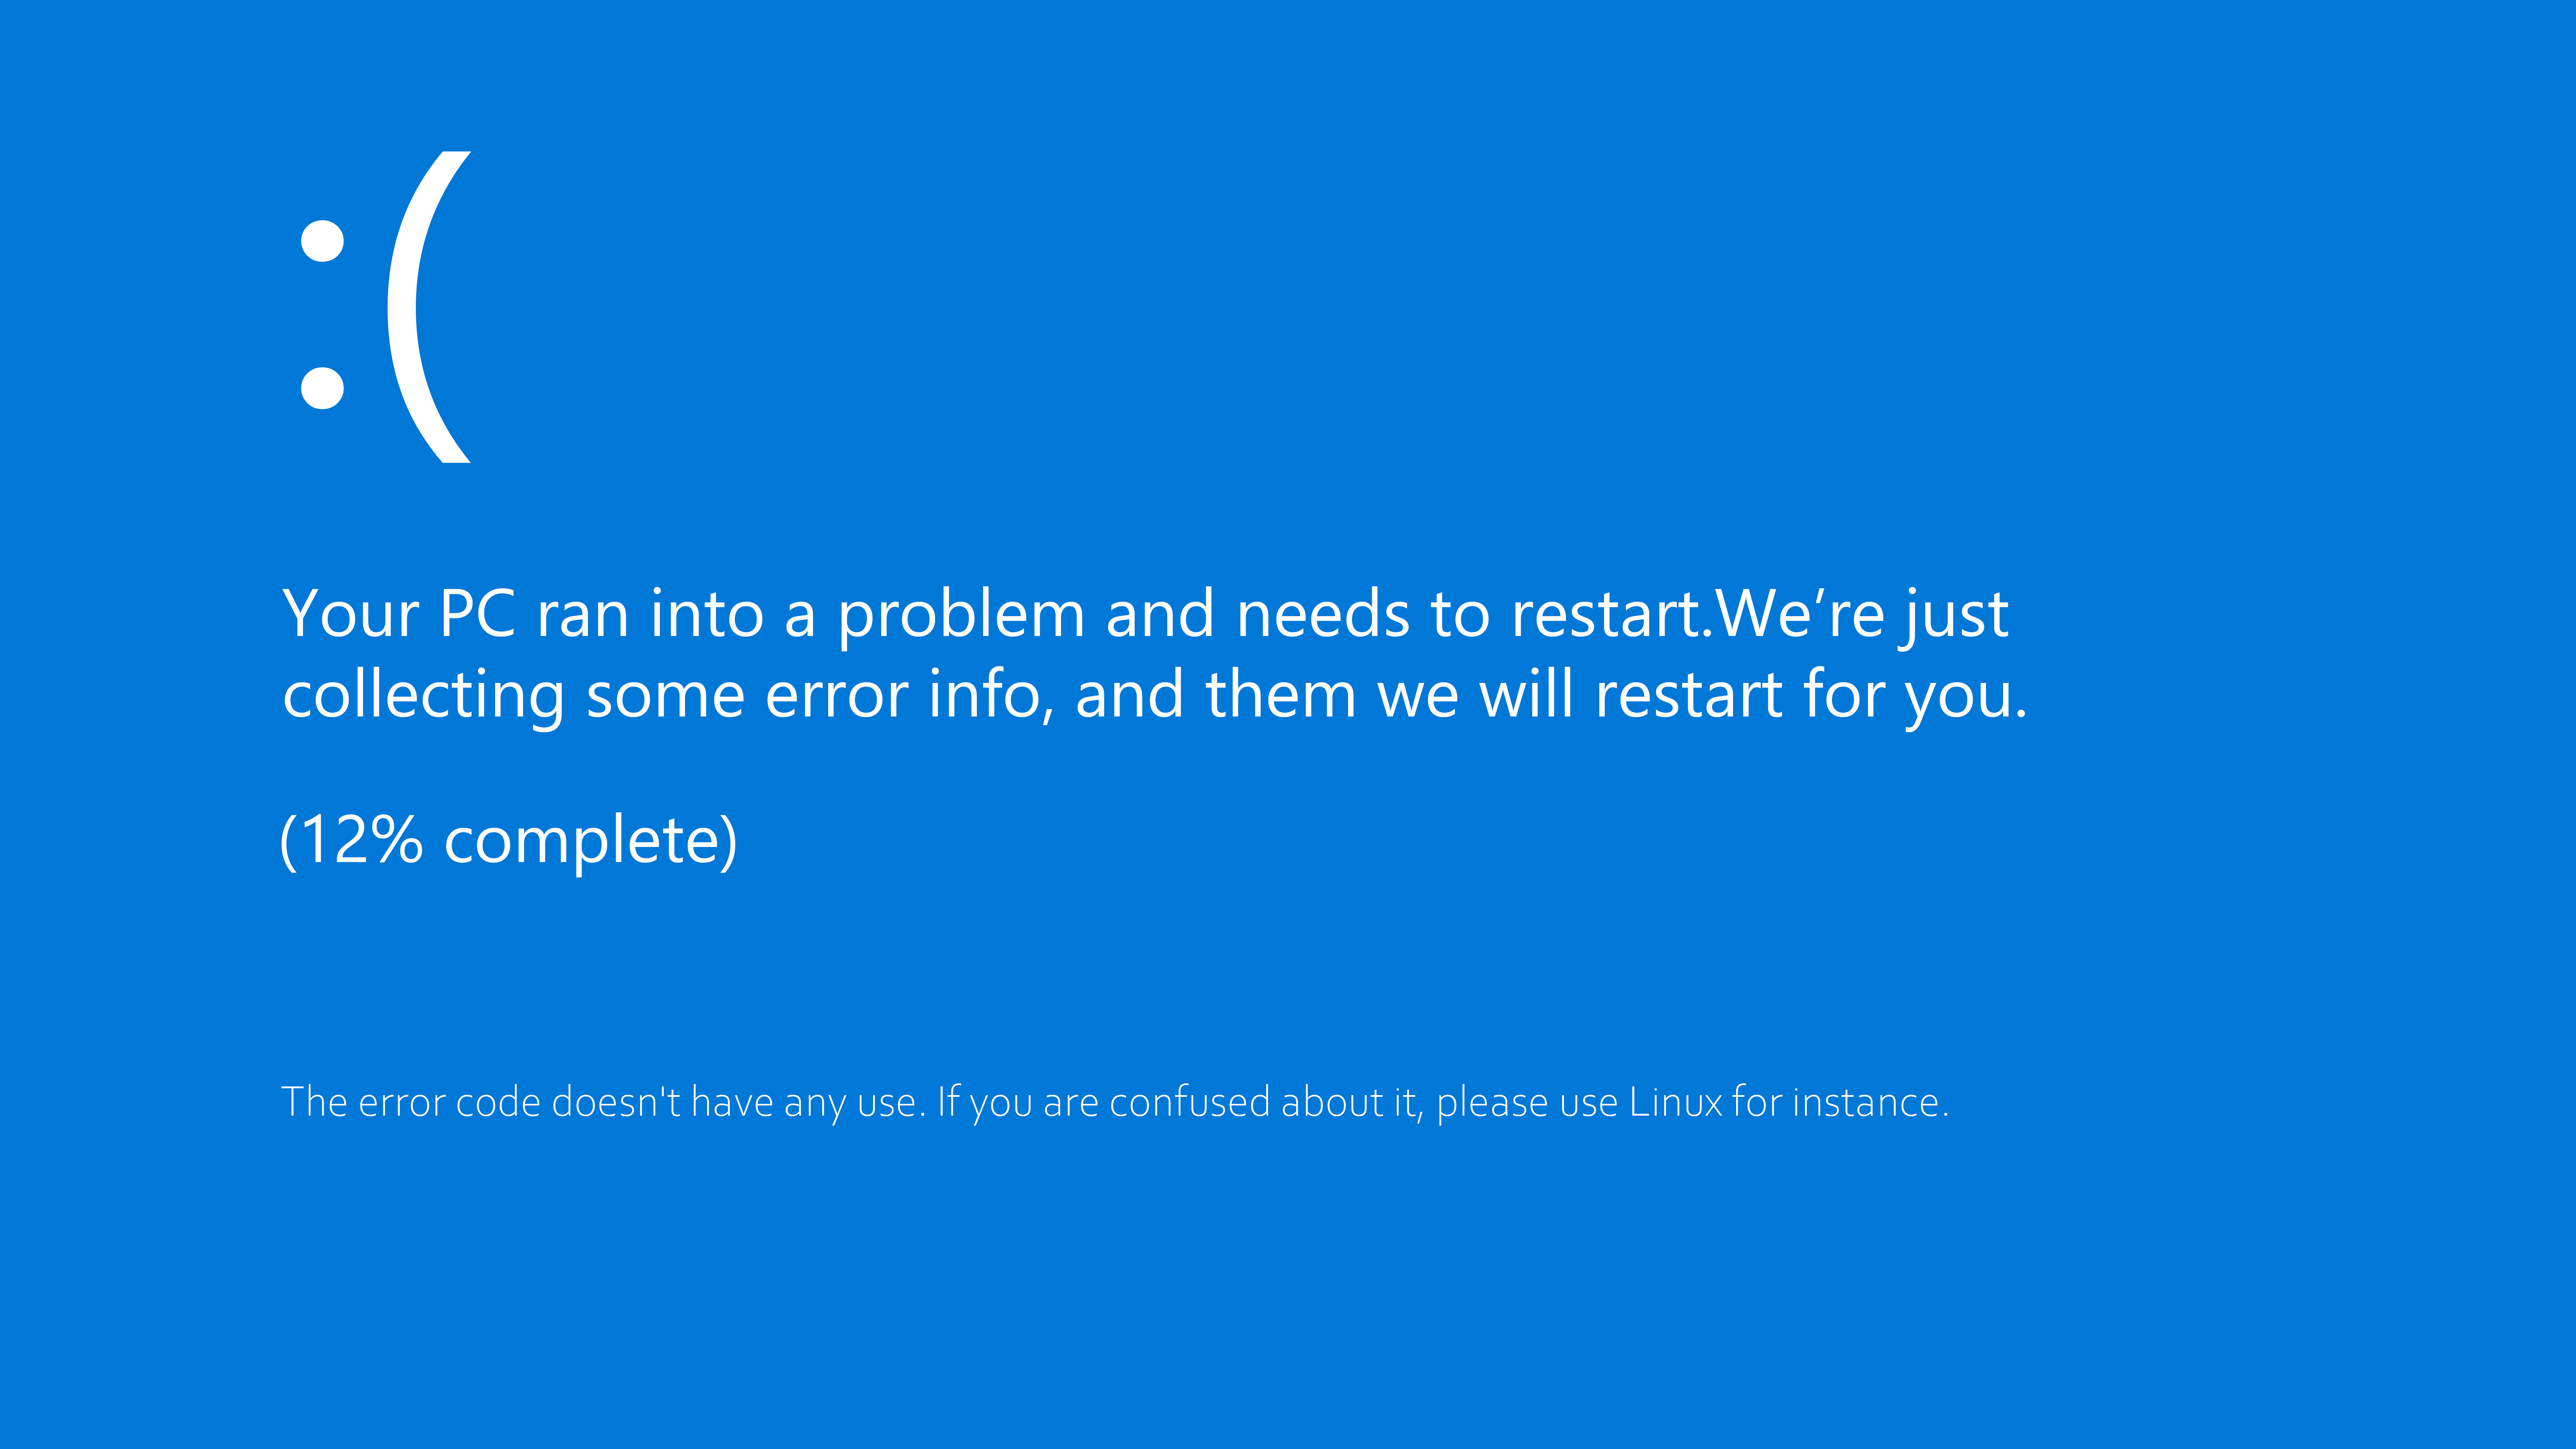 :(
Your PC ran into a problem and needs to restart.We’re just
collecting some error info, and them we will restart for you.
(12% complete)
The error code doesn't have any use. If you are confused about it, please use Linux for instance.